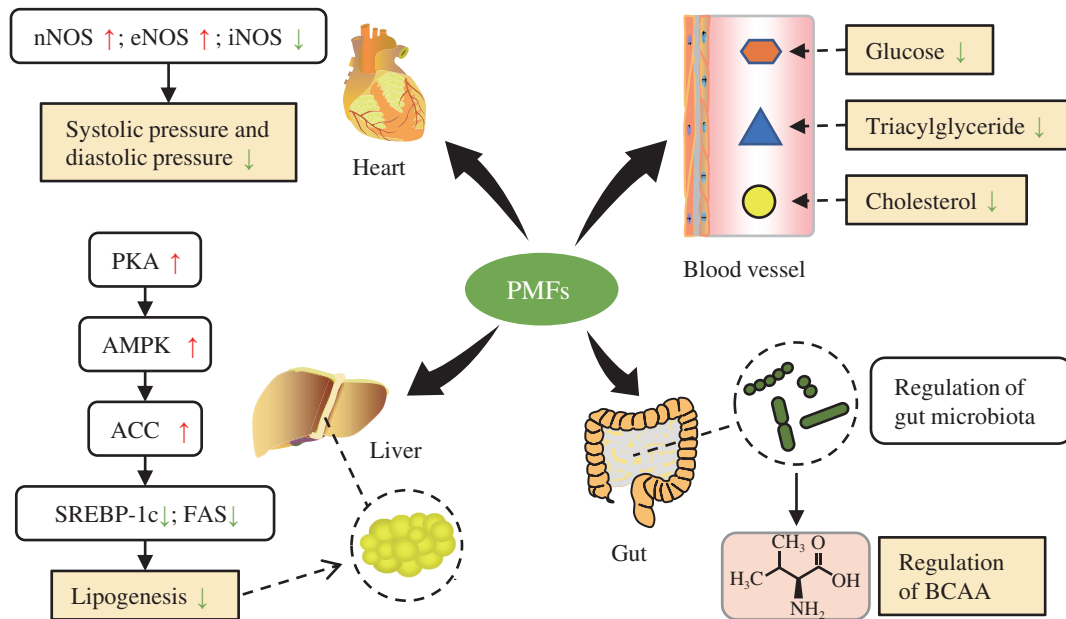 nNOS ↑; eNOS ↑; iNOS ↓
Systolic pressure and
diastolic pressure ↓
Heart
Glucose ↓
Triacylglyceride ↓
Cholesterol ↓
Blood vessel
PMFs
PKA ↑
AMPK ↑
ACC ↑
SREBP-1c↓; FAS↓
Lipogenesis ↓
Liver
Gut
Regulation of
gut microbiota
CH₃ O
H₃C
OH
NH₂
Regulation
of BCAA